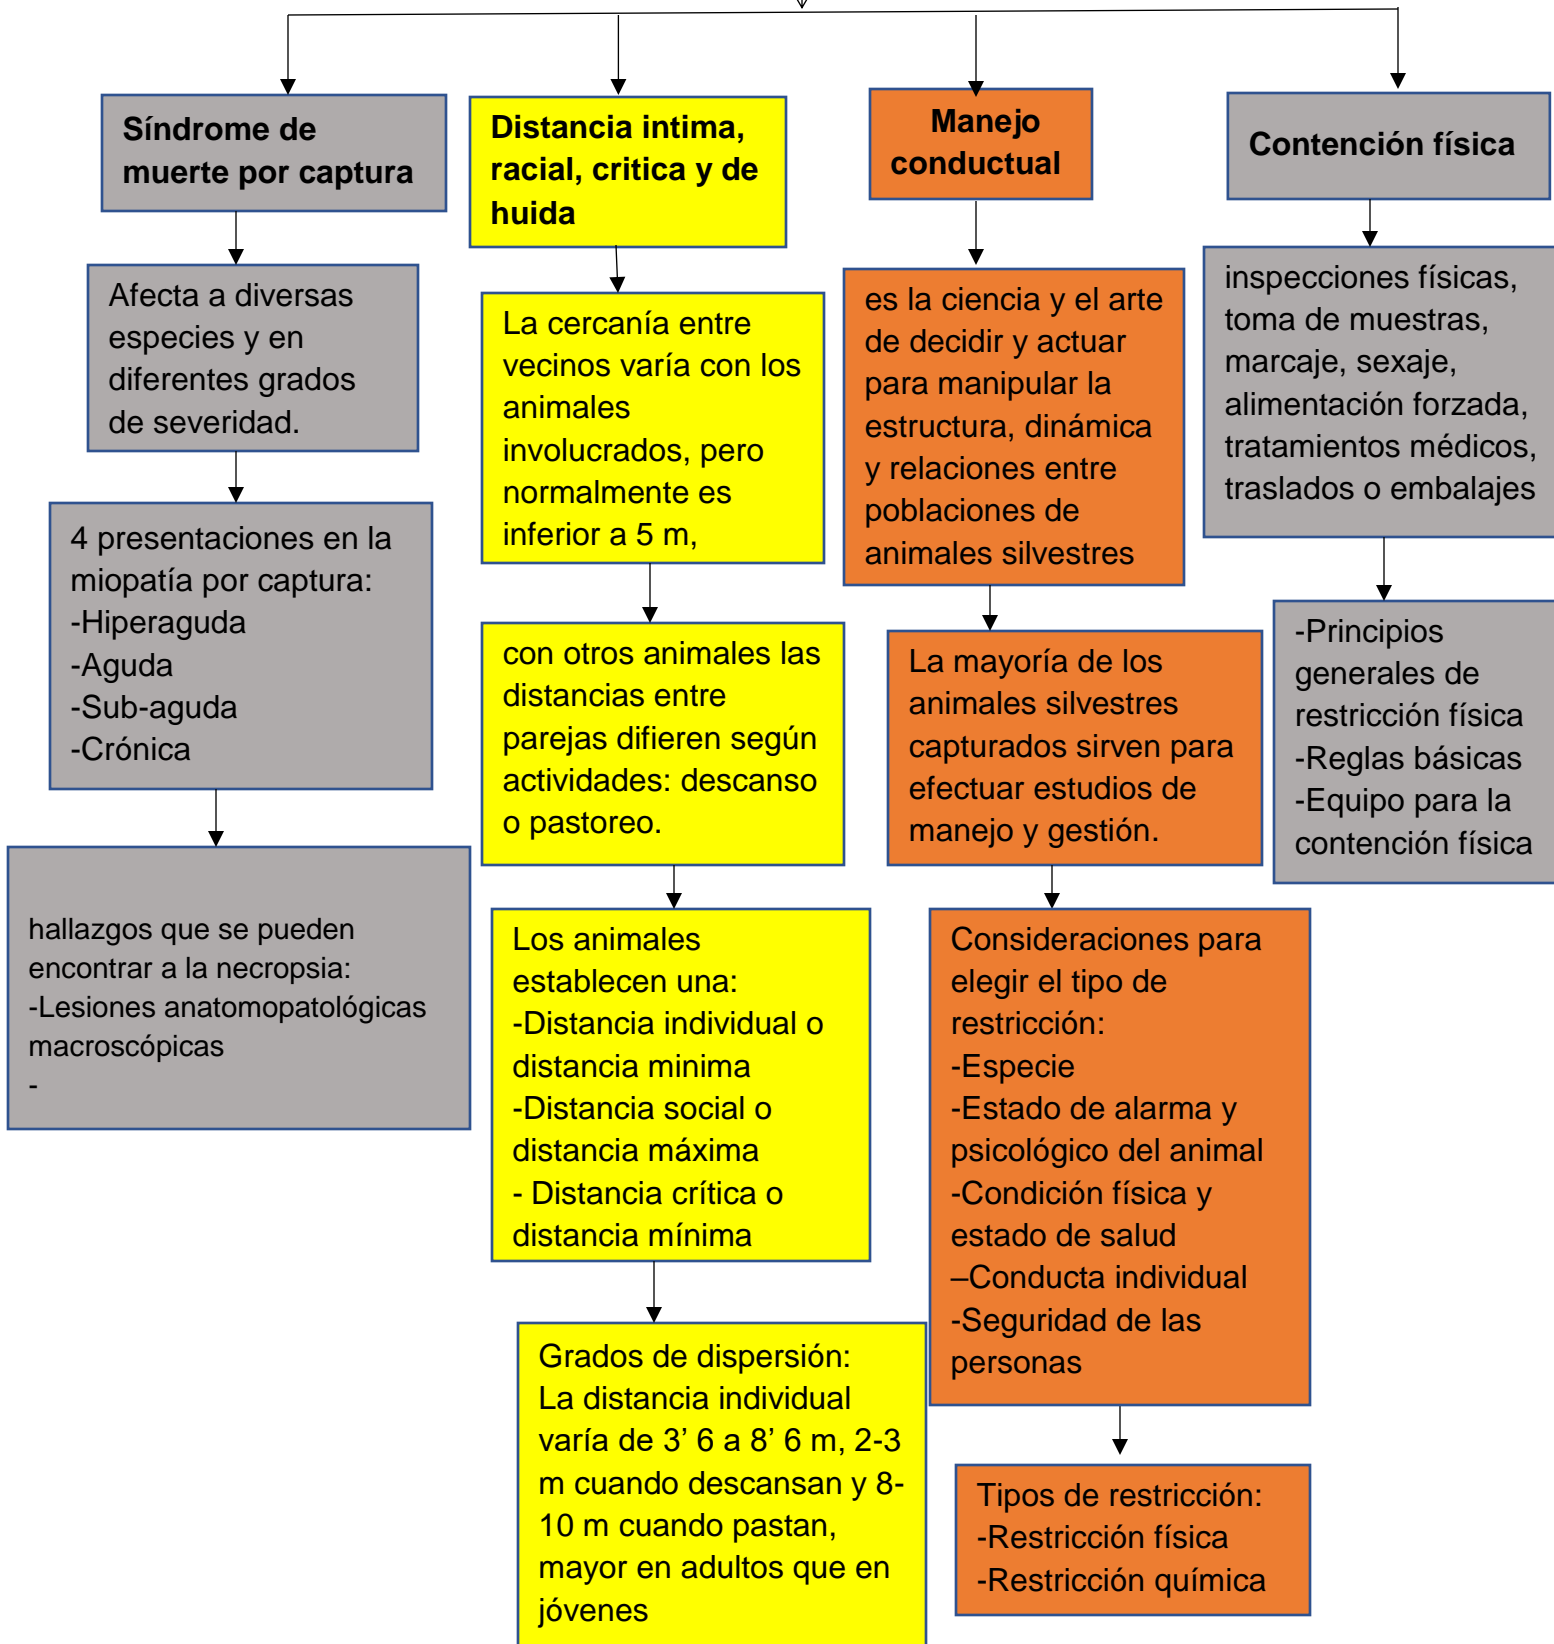 Síndrome de
muerte por captura
Afecta a diversas
especies y en
diferentes grados
de severidad.
4 presentaciones en la
miopatía por captura:
-Hiperaguda
-Aguda
-Sub-aguda
-Crónica
hallazgos que se pueden
encontrar a la necropsia:
-Lesiones anatomopatológicas
macroscópicas
-
Distancia intima,
racial, critica y de
huida
La cercanía entre
vecinos varía con los
animales
involucrados, pero
normalmente es
inferior a 5 m,
con otros animales las
distancias entre
parejas difieren según
actividades: descanso
o pastoreo.
Los animales
establecen una:
-Distancia individual o
distancia minima
-Distancia social o
distancia máxima
- Distancia crítica o
distancia mínima
Grados de dispersión:
La distancia individual
varía de 3’ 6 a 8’ 6 m, 2-3
m cuando descansan y 8-
10 m cuando pastan,
mayor en adultos que en
jóvenes
Manejo
conductual
es la ciencia y el arte
de decidir y actuar
para manipular la
estructura, dinámica
y relaciones entre
poblaciones de
animales silvestres
La mayoría de los
animales silvestres
capturados sirven para
efectuar estudios de
manejo y gestión.
Consideraciones para
elegir el tipo de
restricción:
-Especie
-Estado de alarma y
psicológico del animal
-Condición física y
estado de salud
–Conducta individual
-Seguridad de las
personas
Tipos de restricción:
-Restricción física
-Restricción química
Contención física
inspecciones físicas,
toma de muestras,
marcaje, sexaje,
alimentación forzada,
tratamientos médicos,
traslados o embalajes
-Principios
generales de
restricción física
-Reglas básicas
-Equipo para la
contención física